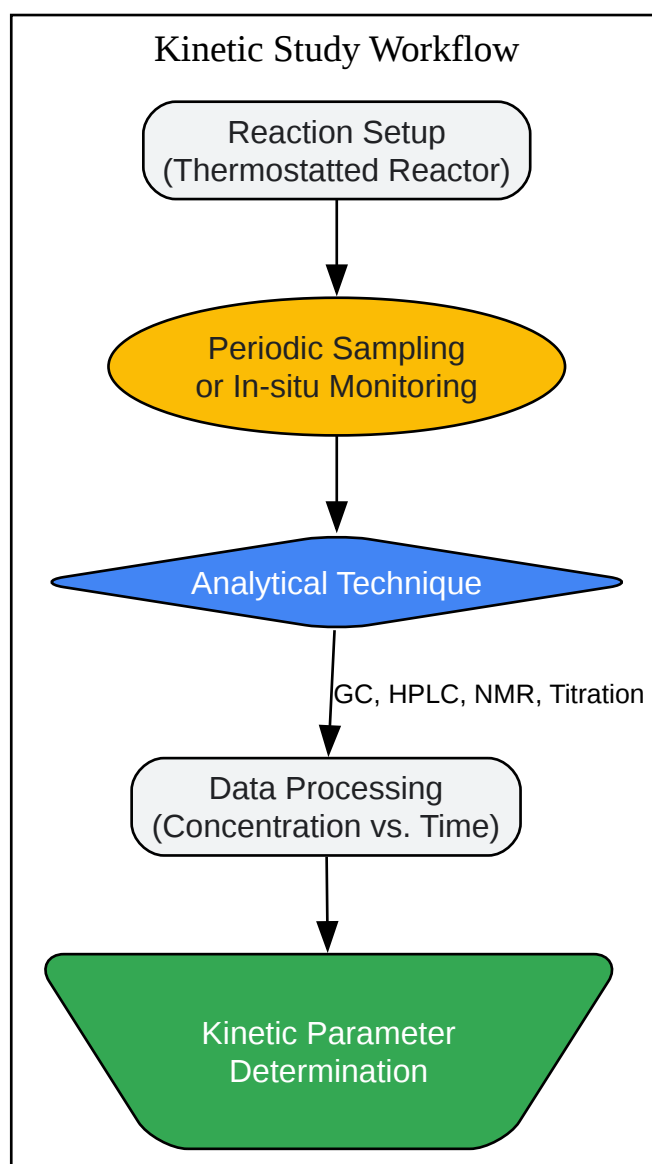 Kinetic Study Workflow
Reaction Setup
(Thermostatted Reactor)
Periodic Sampling
or In-situ Monitoring
Analytical Technique
GC, HPLC, NMR, Titration
Data Processing
(Concentration vs. Time)
Kinetic Parameter
Determination